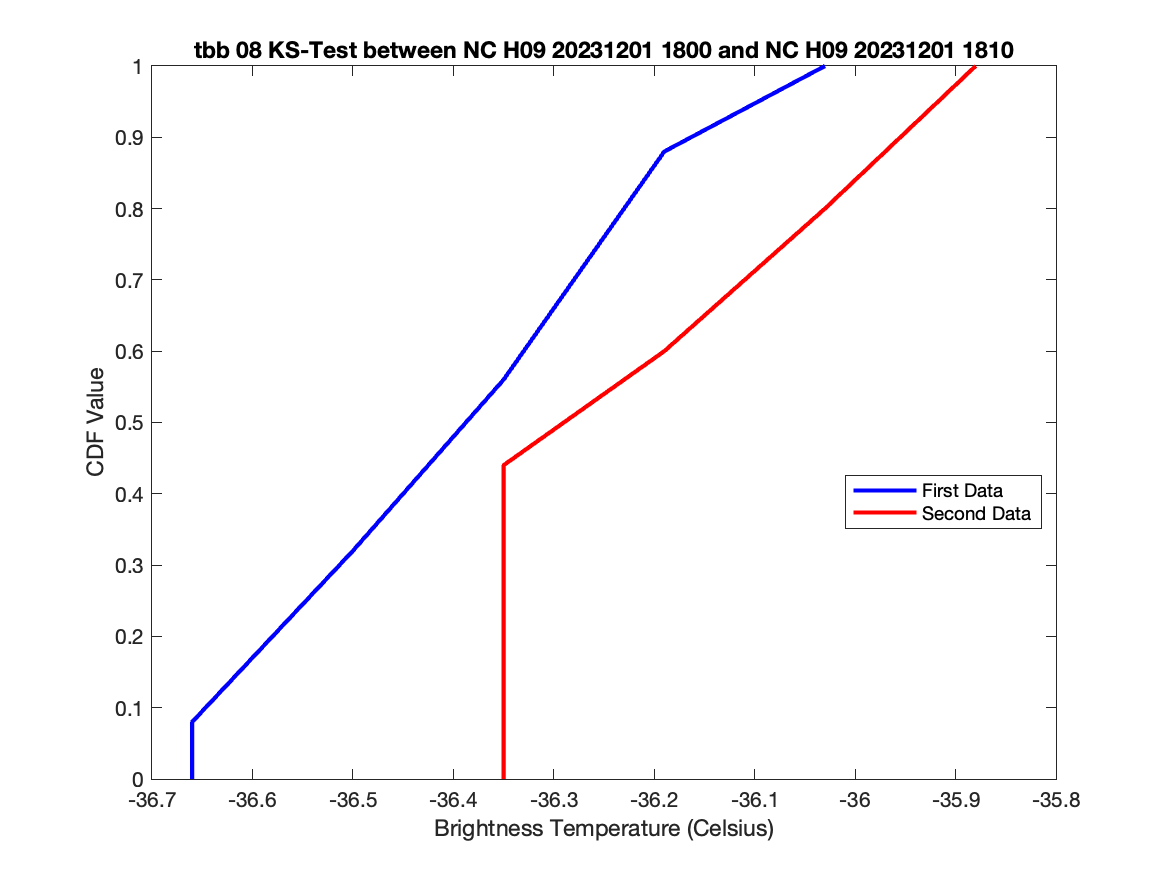 tbb 08 KS-Test between NC H09 20231201 1800 and NC H09 20231201 1810
1
0.9
0.8
0.7
0.6
0.5
0.4
0.3
0.2
0.1
0
CDF Value
First Data
Second Data
-36.7 -36.6 -36.5 -36.4 -36.3 -36.2 -36.1 -36 -35.9 -35.8
Brightness Temperature (Celsius)